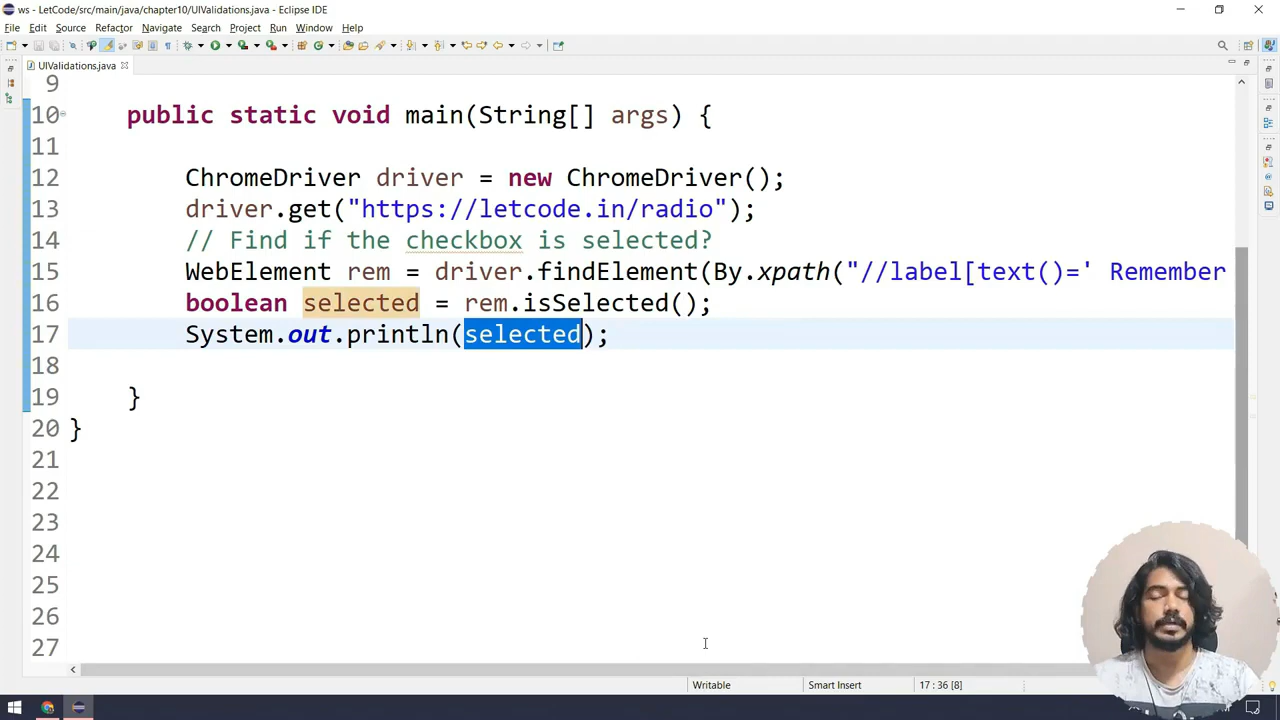 ws - LetCode/src/main/java/chapter10/UIValidations.java - Eclipse IDE
File Edit Source Refactor Navigate Search Project Run Window Help
UIValidations.java
9
10 public static void main(String[] args) {
11
12 ChromeDriver driver = new ChromeDriver();
13 driver.get("https://letcode.in/radio");
14 // Find if the checkbox is selected?
15 WebElement rem = driver.findElement(By.xpath("//label[text()=' Remember
16 boolean selected = rem.isSelected();
17 System.out.println(selected);
18
19 }
20 }
21
22
23
24
25
26
27
Writable Smart Insert 17 : 36 [8]